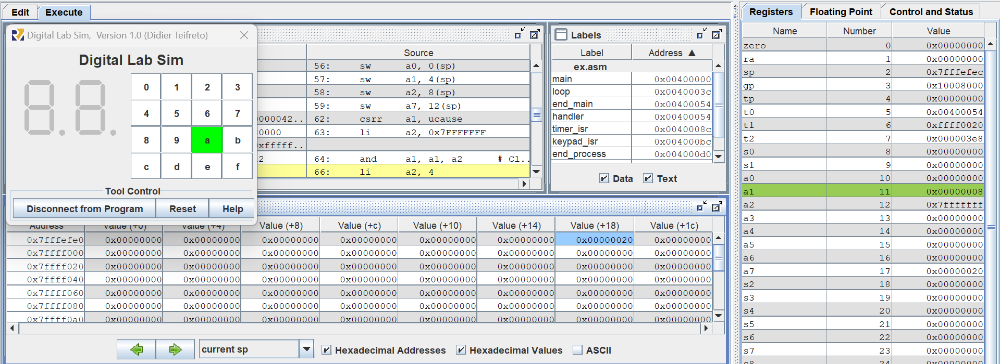 Edit Execute
Digital Lab Sim, Version 1.0 (Didier Teifreto)
Digital Lab Sim
0 1 2 3
4 5 6 7
8 9 a b
c d e f
Tool Control
Disconnect from Program Reset Help
Source
56: sw a0, 0(sp)
57: sw a1, 4(sp)
58: sw a2, 8(sp)
59: sw a7, 12(sp)
0000042.. 62: csrr a1, ucause
30000 63: li a2, 0x7FFFFFFF
0xfffff..
2 64: and a1, a1, a2 # Cl..
66: li a2, 4
Labels
Label Address ▲
ex.asm
main 0x00400000
loop 0x0040003c
end_main 0x00400054
handler 0x00400054
timer_isr 0x0040008c
keypad_isr 0x004000bc
end_process 0x004000d0
Data Text
Address Value (+0) Value (+4) Value (+8) Value (+c) Value (+10) Value (+14) Value (+18) Value (+1c)
0x7fffefe0 0x00000000 0x00000000 0x00000000 0x00000000 0x00000000 0x00000000 0x00000020 0x00000000
0x7ffff000 0x00000000 0x00000000 0x00000000 0x00000000 0x00000000 0x00000000 0x00000000 0x00000000
0x7ffff020 0x00000000 0x00000000 0x00000000 0x00000000 0x00000000 0x00000000 0x00000000 0x00000000
0x7ffff040 0x00000000 0x00000000 0x00000000 0x00000000 0x00000000 0x00000000 0x00000000 0x00000000
0x7ffff060 0x00000000 0x00000000 0x00000000 0x00000000 0x00000000 0x00000000 0x00000000 0x00000000
0x7ffff080 0x00000000 0x00000000 0x00000000 0x00000000 0x00000000 0x00000000 0x00000000 0x00000000
0x7ffff0a0 0x00000000 0x00000000 0x00000000 0x00000000 0x00000000 0x00000000 0x00000000 0x00000000
current sp Hexadecimal Addresses Hexadecimal Values ASCII
Registers Floating Point Control and Status
Name Number Value
zero 0 0x00000000
ra 1 0x00000000
sp 2 0x7fffefec
gp 3 0x10008000
tp 4 0x00000000
t0 5 0x00400054
t1 6 0xffff0020
t2 7 0x000003e8
s0 8 0x00000000
s1 9 0x00000000
a0 10 0x00000000
a1 11 0x00000008
a2 12 0x7fffffff
a3 13 0x00000000
a4 14 0x00000000
a5 15 0x00000000
a6 16 0x00000000
a7 17 0x00000020
s2 18 0x00000000
s3 19 0x00000000
s4 20 0x00000000
s5 21 0x00000000
s6 22 0x00000000
s7 23 0x00000000
s8 24 0x00000000